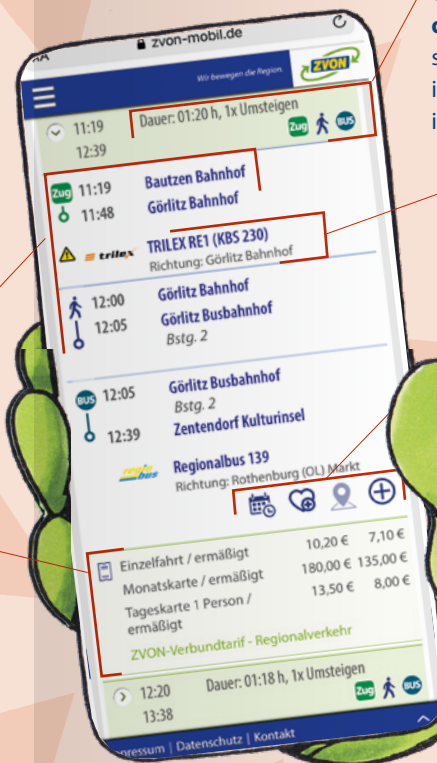 zvon-mobil.de
Wir bewegen die Region.
ZVON
11:19
Dauer: 01:20 h, 1x Umsteigen
12:39
Zug
BUS
Zug 11:19 Bautzen Bahnhof
11:48 Görlitz Bahnhof
trilex TRILEX RE1 (KBS 230)
Richtung: Görlitz Bahnhof
12:00 Görlitz Bahnhof
12:05 Görlitz Busbahnhof
Bstg. 2
BUS 12:05 Görlitz Busbahnhof
Bstg. 2
12:39 Zentendorf Kulturinsel
regio bus Regionalbus 139
Richtung: Rothenburg (OL) Markt
Einzelfahrt / ermäßigt 10,20 € 7,10 €
Monatskarte / ermäßigt 180,00 € 135,00 €
Tageskarte 1 Person / 13,50 € 8,00 €
ermäßigt
ZVON-Verbundtarif - Regionalverkehr
12:20 Dauer: 01:18 h, 1x Umsteigen
13:38
Zug
BUS
pressum | Datenschutz | Kontakt